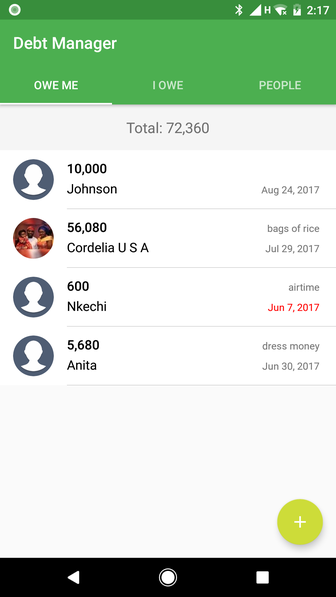 H 2:17
Debt Manager
OWE ME I OWE PEOPLE
Total: 72,360
10,000
Johnson Aug 24, 2017
56,080 bags of rice
Cordelia U S A Jul 29, 2017
600 airtime
Nkechi Jun 7, 2017
5,680 dress money
Anita Jun 30, 2017